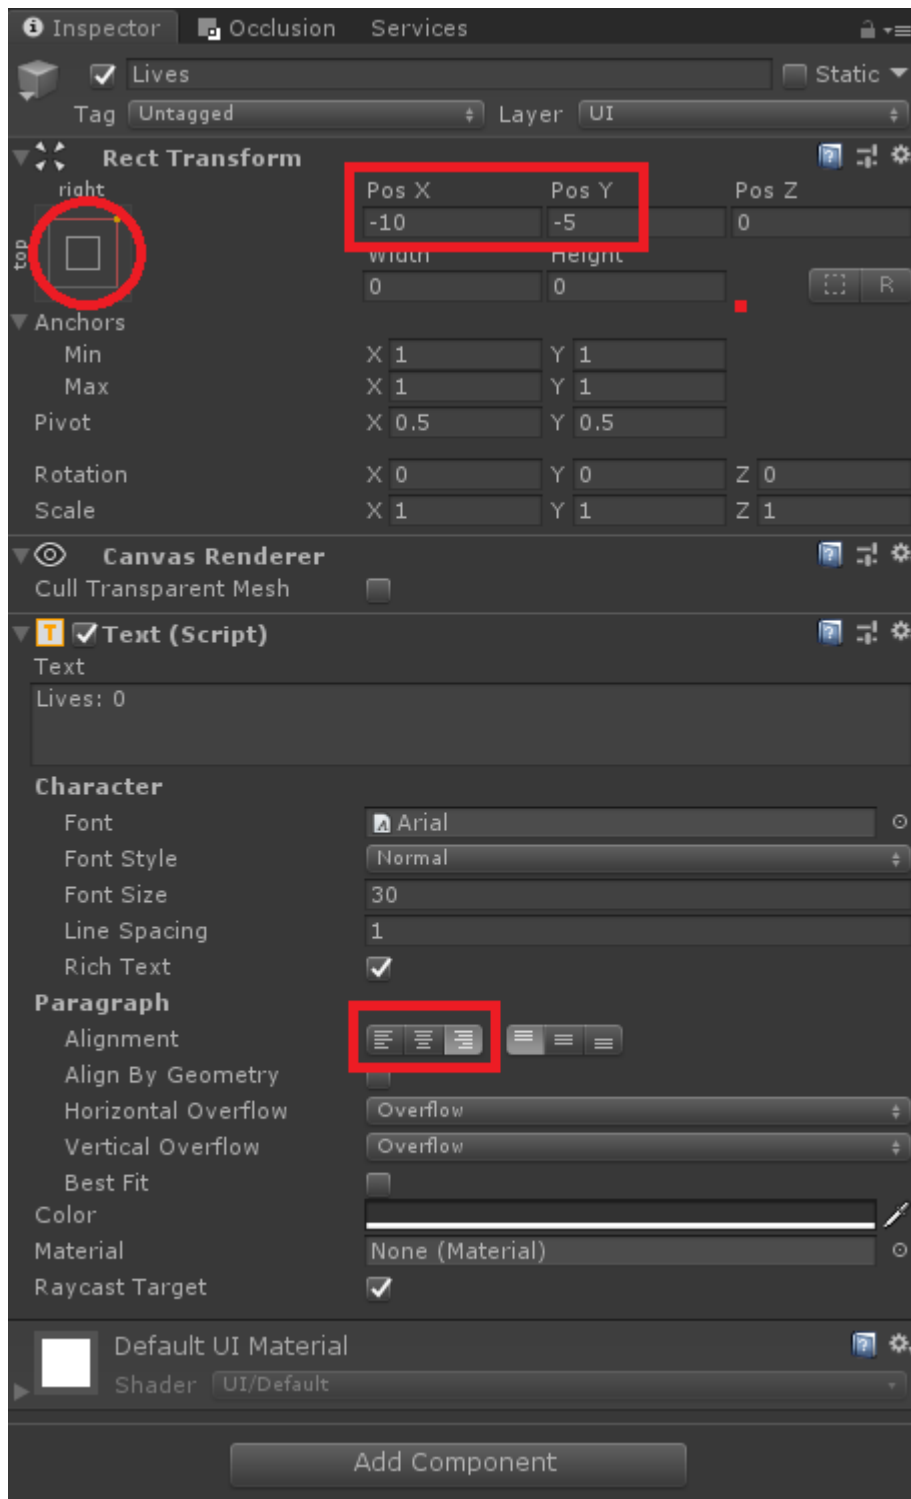 Inspector Occlusion Services
Lives Static
Tag Untagged Layer UI
Rect Transform
right
top
Pos X Pos Y Pos Z
-10 -5 0
Width Height
0 0 R
Anchors
Min X 1 Y 1
Max X 1 Y 1
Pivot X 0.5 Y 0.5
Rotation X 0 Y 0 Z 0
Scale X 1 Y 1 Z 1
Canvas Renderer
Cull Transparent Mesh
T Text (Script)
Text
Lives: 0
Character
Font Arial
Font Style Normal
Font Size 30
Line Spacing 1
Rich Text
Paragraph
Alignment
Align By Geometry
Horizontal Overflow Overflow
Vertical Overflow Overflow
Best Fit
Color
Material None (Material)
Raycast Target
Default UI Material
Shader UI/Default
Add Component